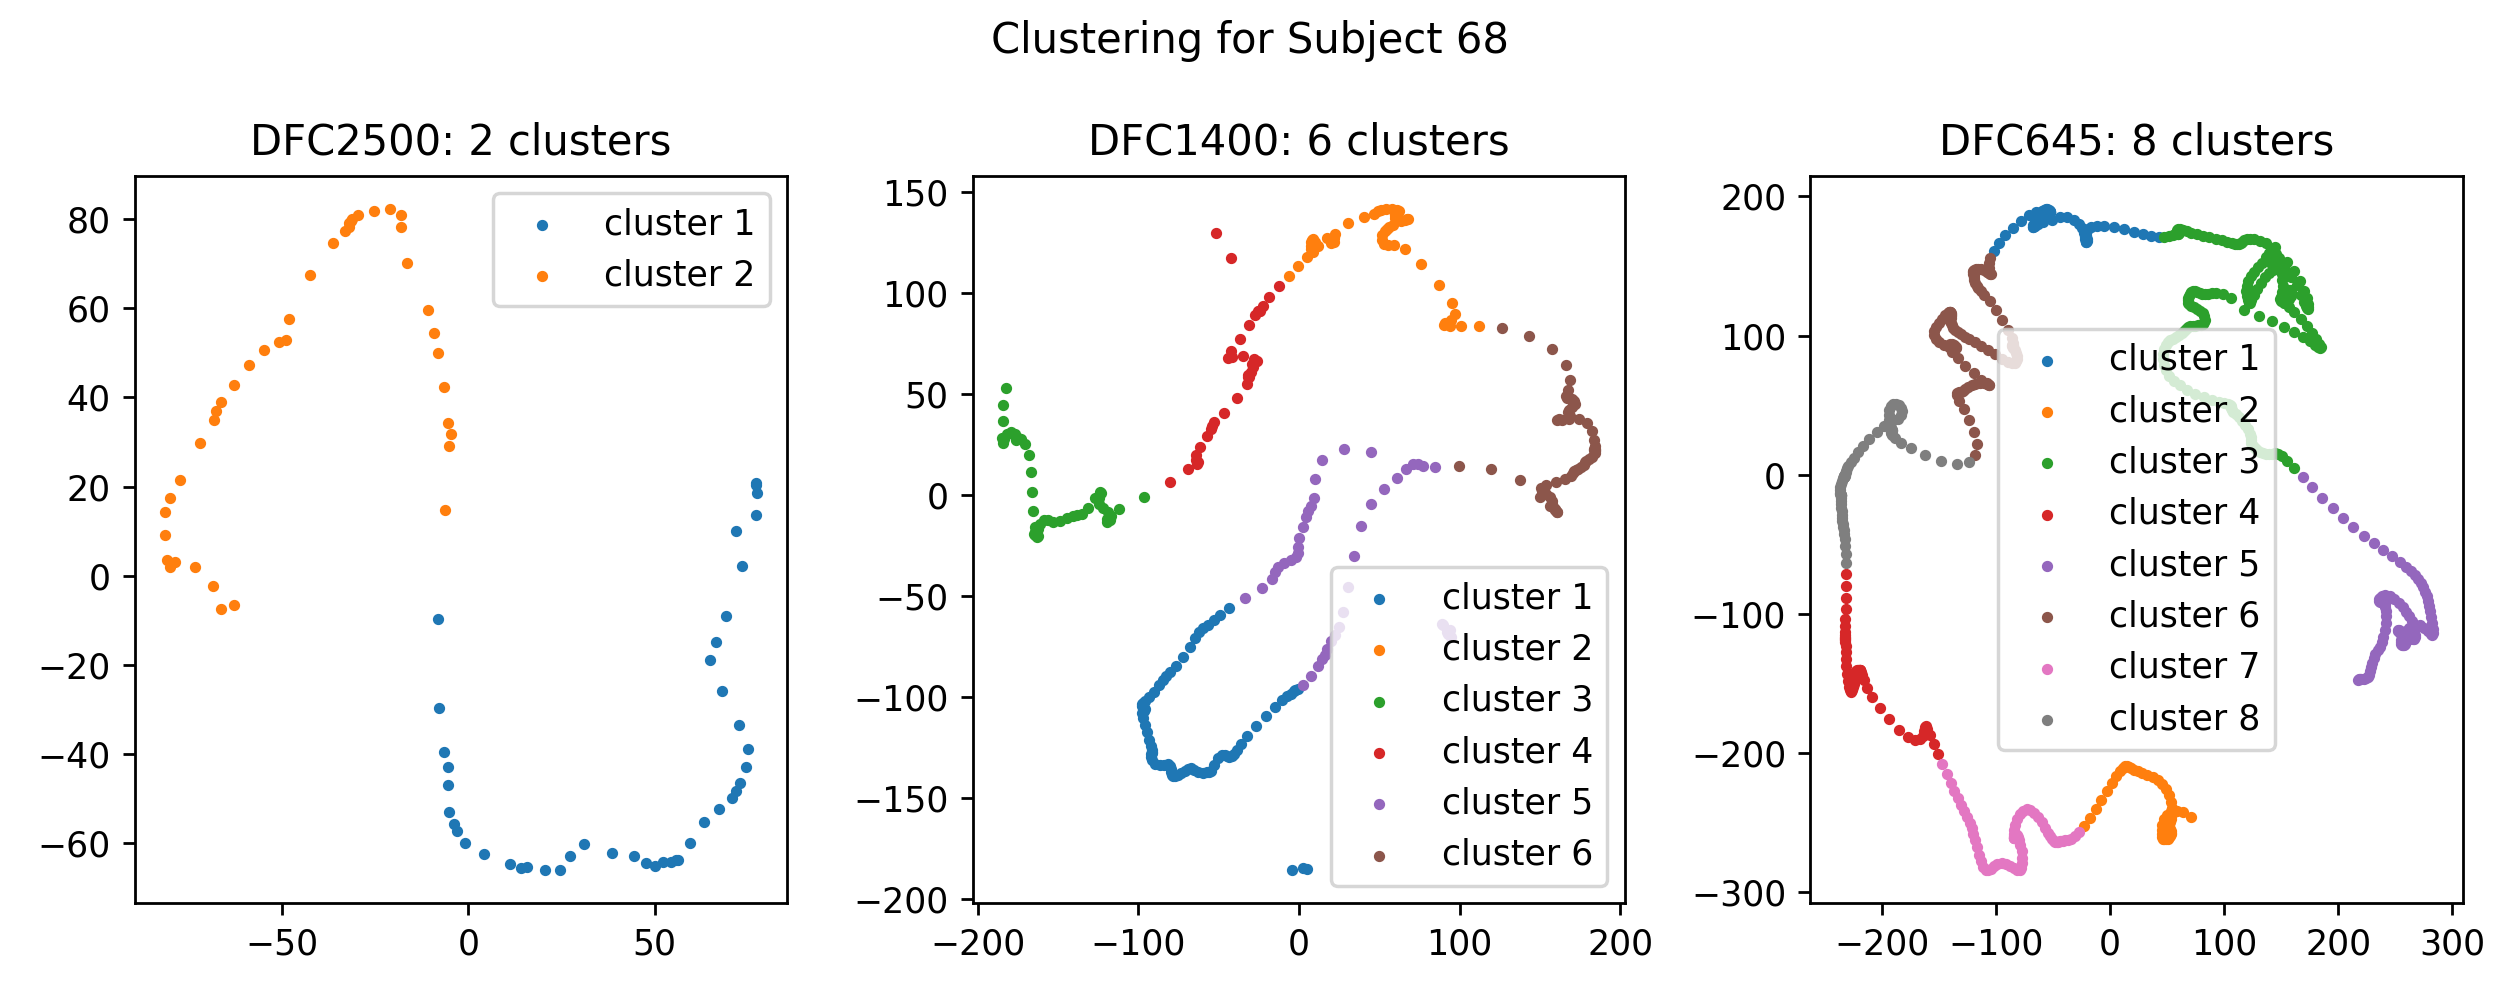 Clustering for Subject 68
DFC2500: 2 clusters
80
60
40
20
0
−20
−40
−60
−50
0
50
cluster 1
cluster 2
DFC1400: 6 clusters
150
100
50
0
−50
−100
−150
−200
−200
−100
0
100
200
cluster 1
cluster 2
cluster 3
cluster 4
cluster 5
cluster 6
DFC645: 8 clusters
200
100
0
−100
−200
−300
−200
−100
0
100
200
300
cluster 1
cluster 2
cluster 3
cluster 4
cluster 5
cluster 6
cluster 7
cluster 8